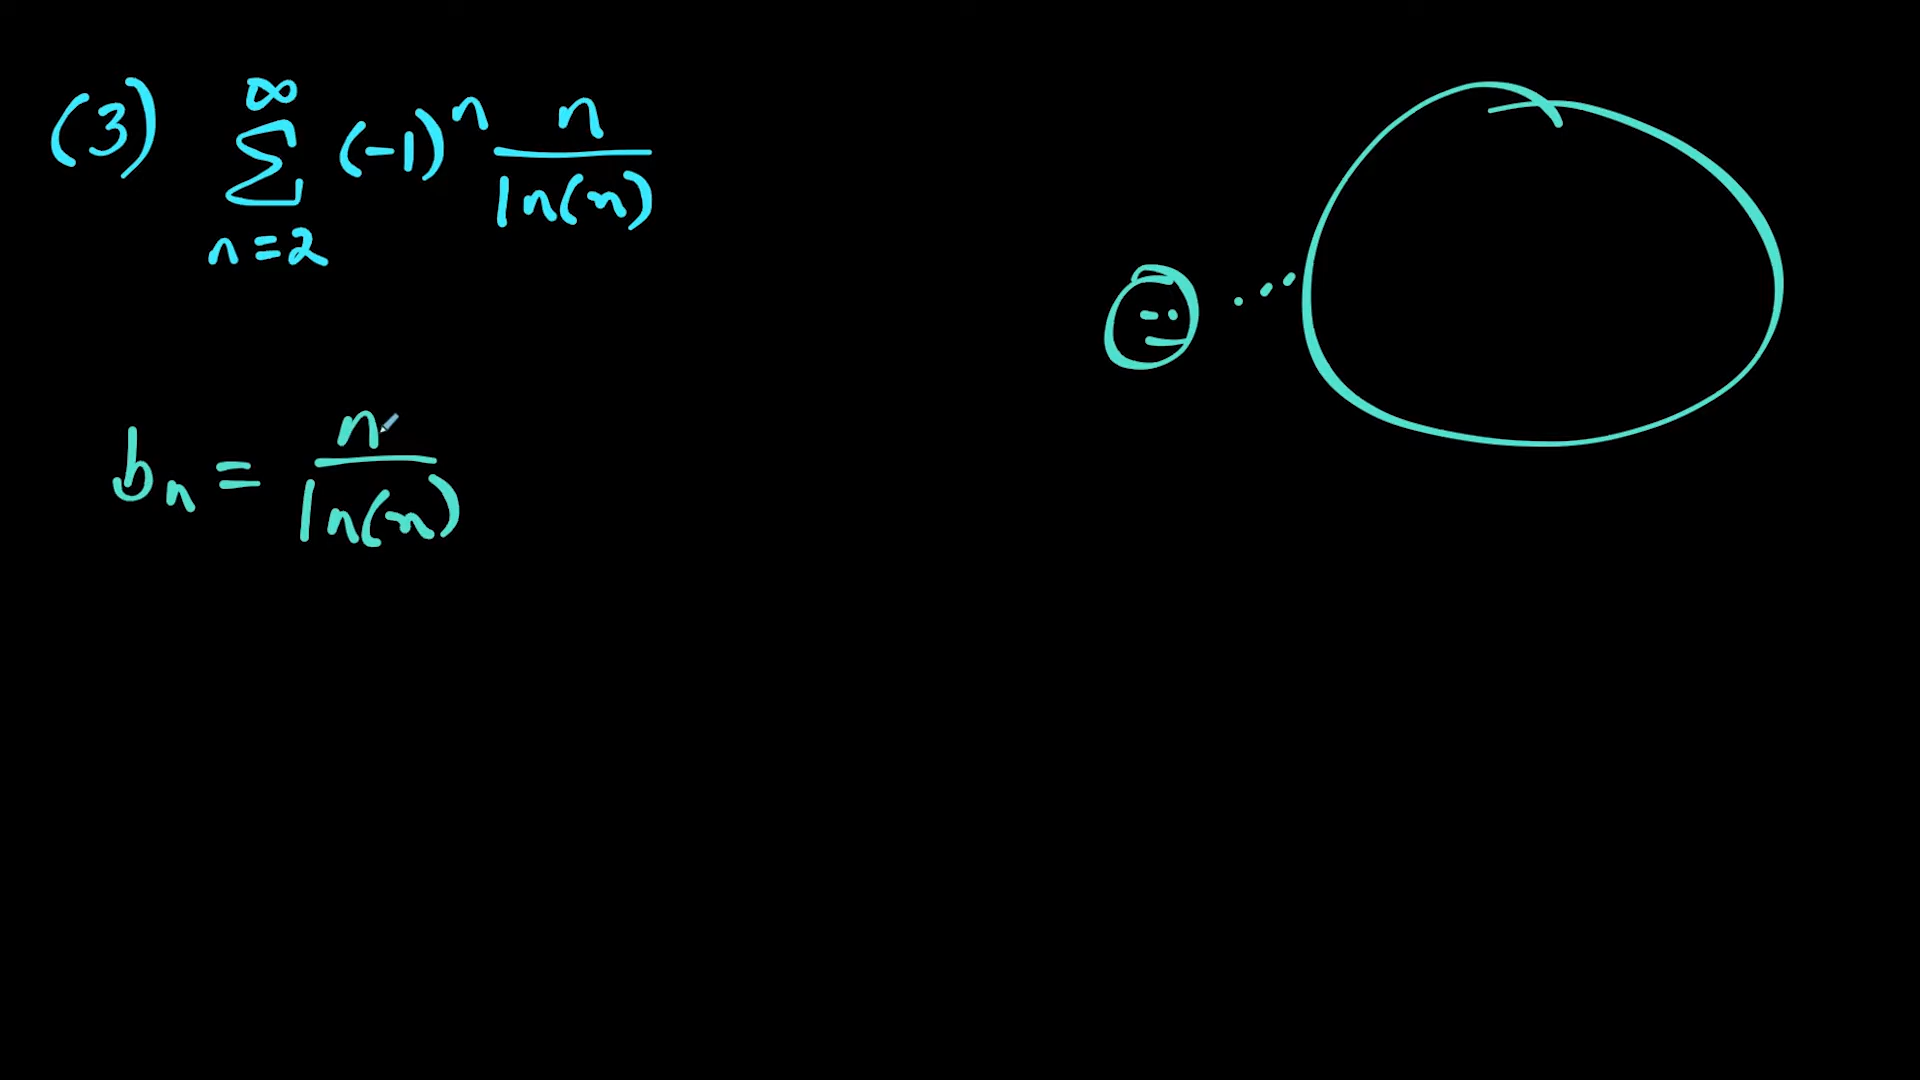 (3) ∞
∑ (-1)^n n/ln(n)
n=2
b_n = n/ln(n)